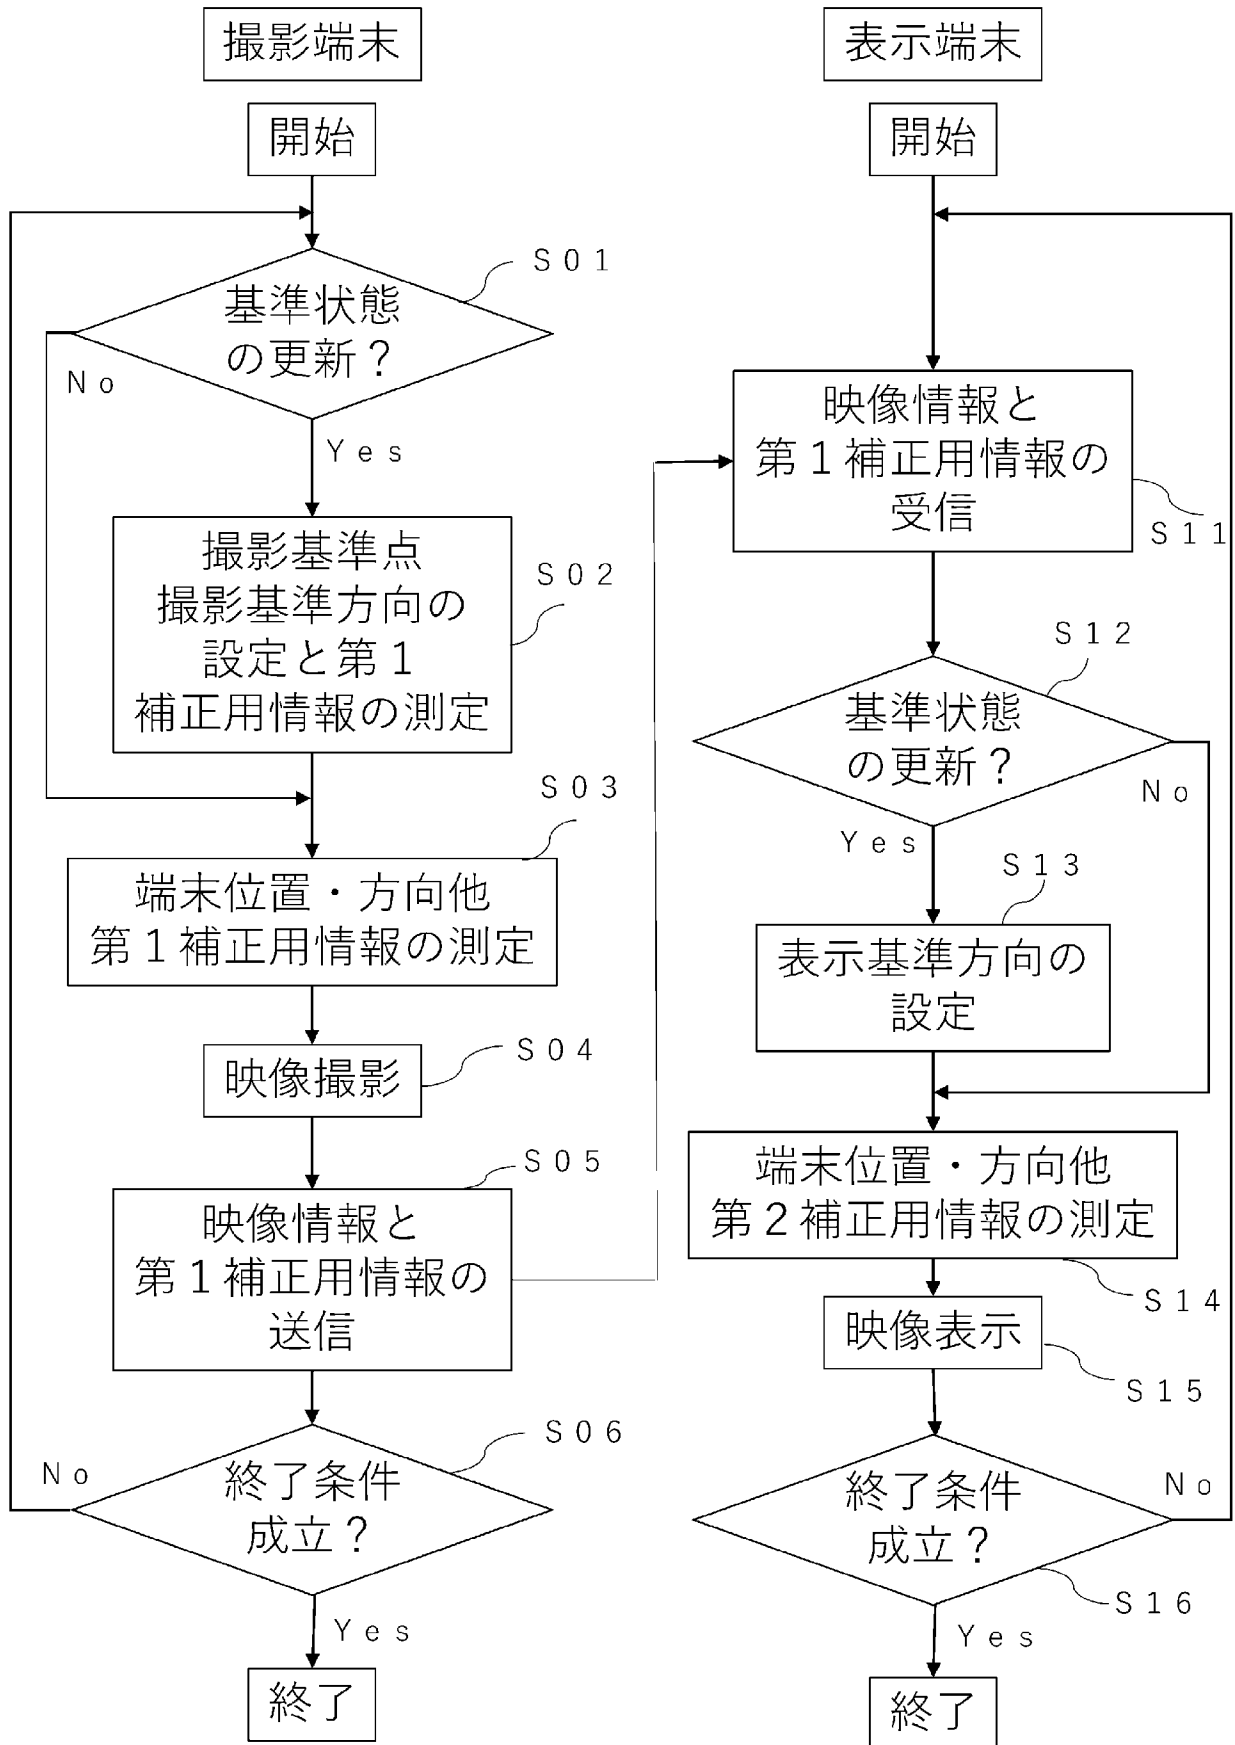 撮影端末
開始
S01
基準状態
の更新？
No
Yes
撮影基準点
撮影基準方向の
設定と第１
補正用情報の測定
S02
S03
端末位置・方向他
第１補正用情報の測定
映像撮影
S04
S05
映像情報と
第１補正用情報の
送信
S06
No
終了条件
成立？
Yes
終了
表示端末
開始
映像情報と
第１補正用情報の
受信
S11
S12
基準状態
の更新？
No
Yes
S13
表示基準方向の
設定
端末位置・方向他
第２補正用情報の測定
S14
映像表示
S15
終了条件
成立？
No
S16
Yes
終了